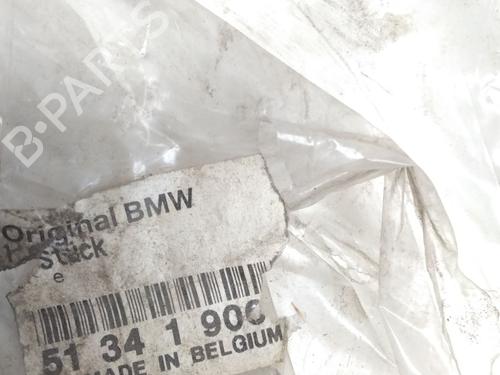 B-PARTS
Original BMW
Stück
e
51 34 1 906
MADE IN BELGIUM